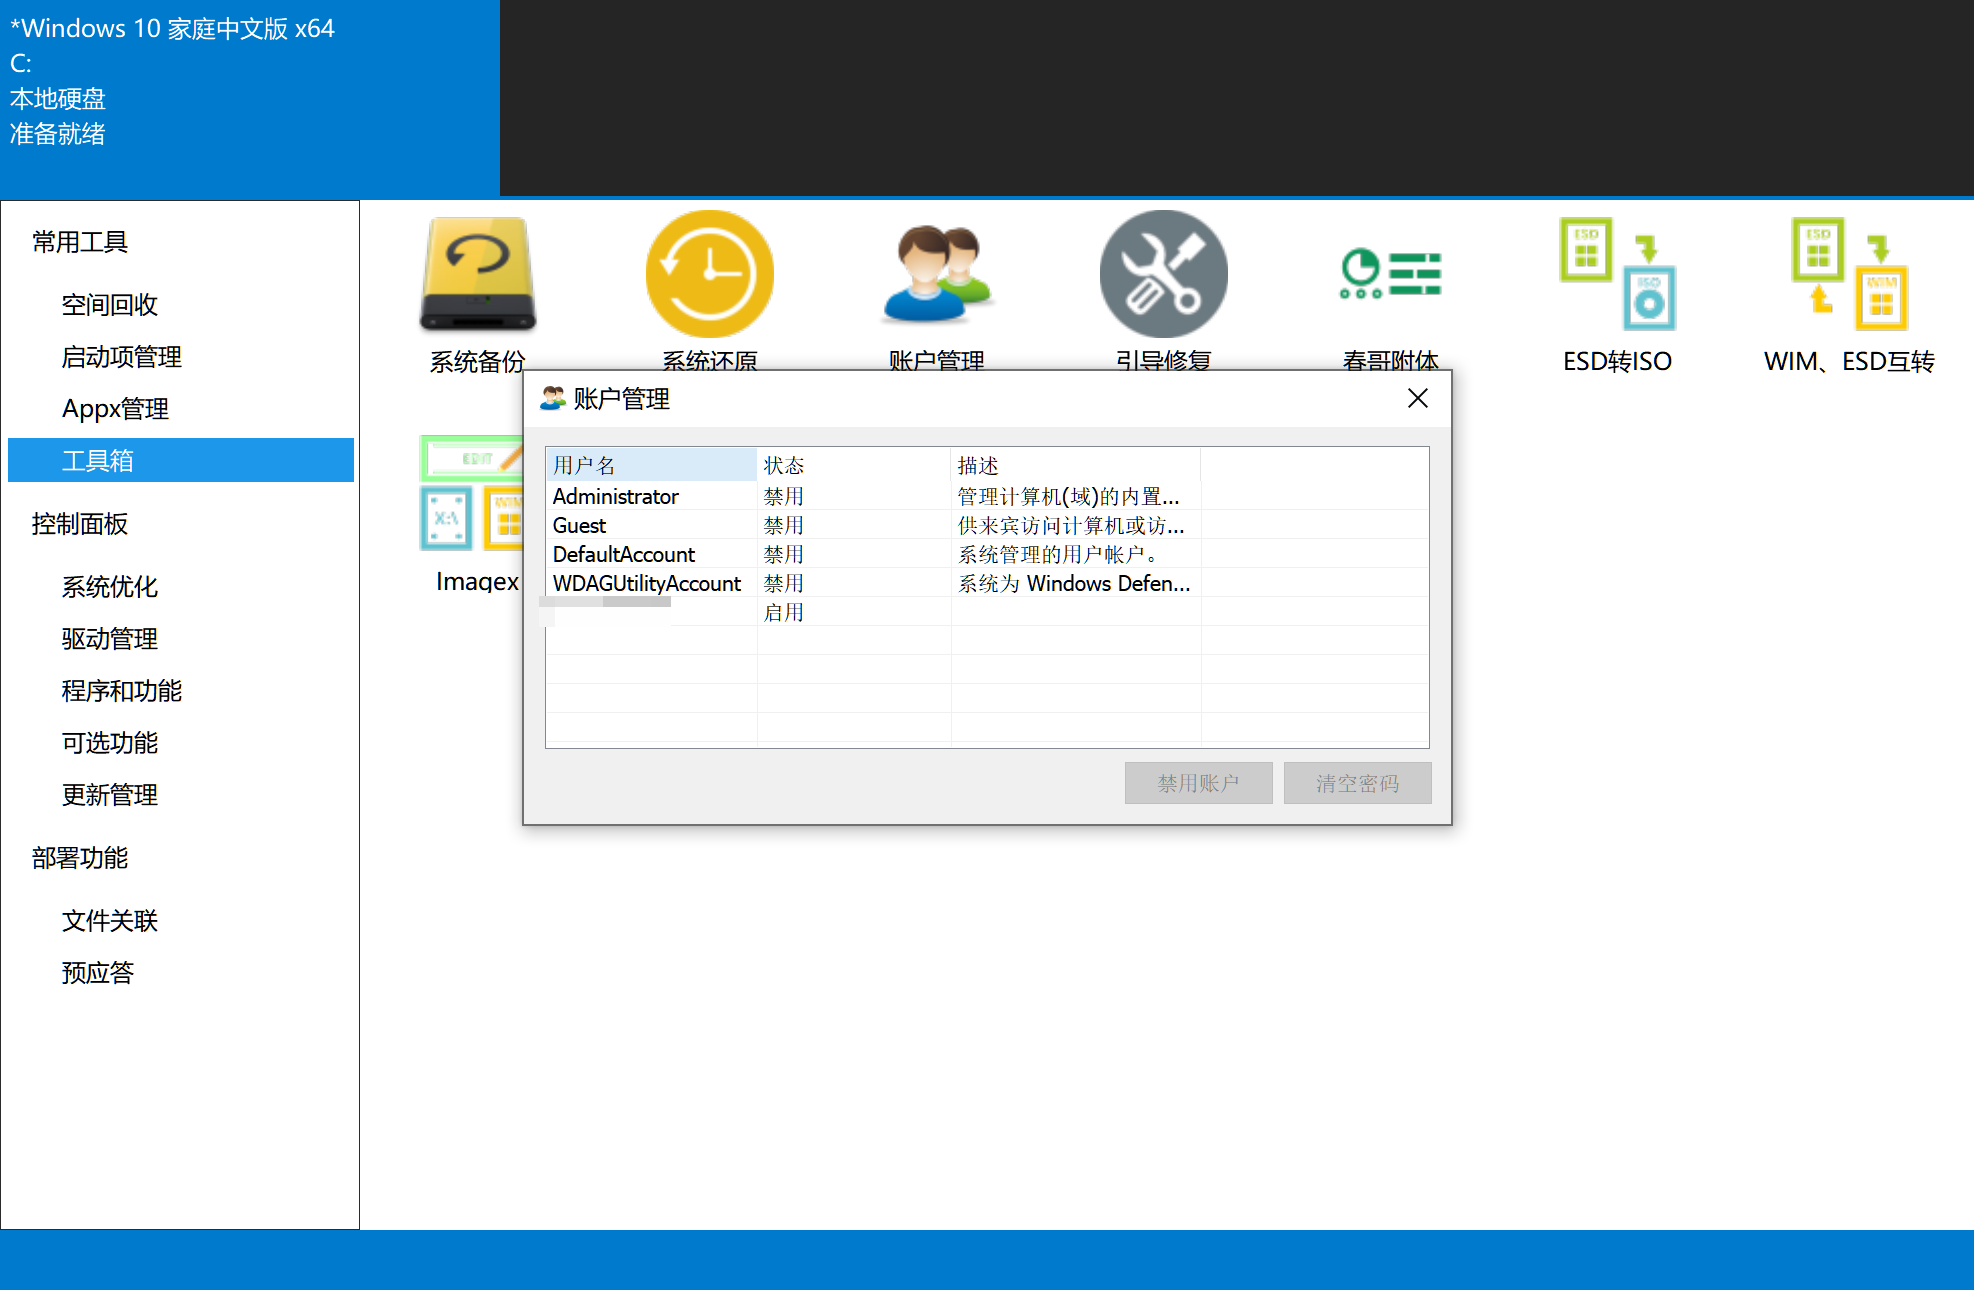 *Windows 10 家庭中文版 x64
C:
本地硬盘
准备就绪
常用工具
空间回收
启动项管理
Appx管理
工具箱
控制面板
系统优化
驱动管理
程序和功能
可选功能
更新管理
部署功能
文件关联
预应答
系统备份
系统还原
账户管理
引导修复
春哥附体
ESD转ISO
WIM、ESD互转
ESD
ISO
ESD
WIM
EDIT
X:\
WIM
Imagex
账户管理
用户名 状态 描述
Administrator 禁用 管理计算机(域)的内置...
Guest 禁用 供来宾访问计算机或访...
DefaultAccount 禁用 系统管理的用户帐户。
WDAGUtilityAccount 禁用 系统为 Windows Defen...
启用
禁用账户
清空密码